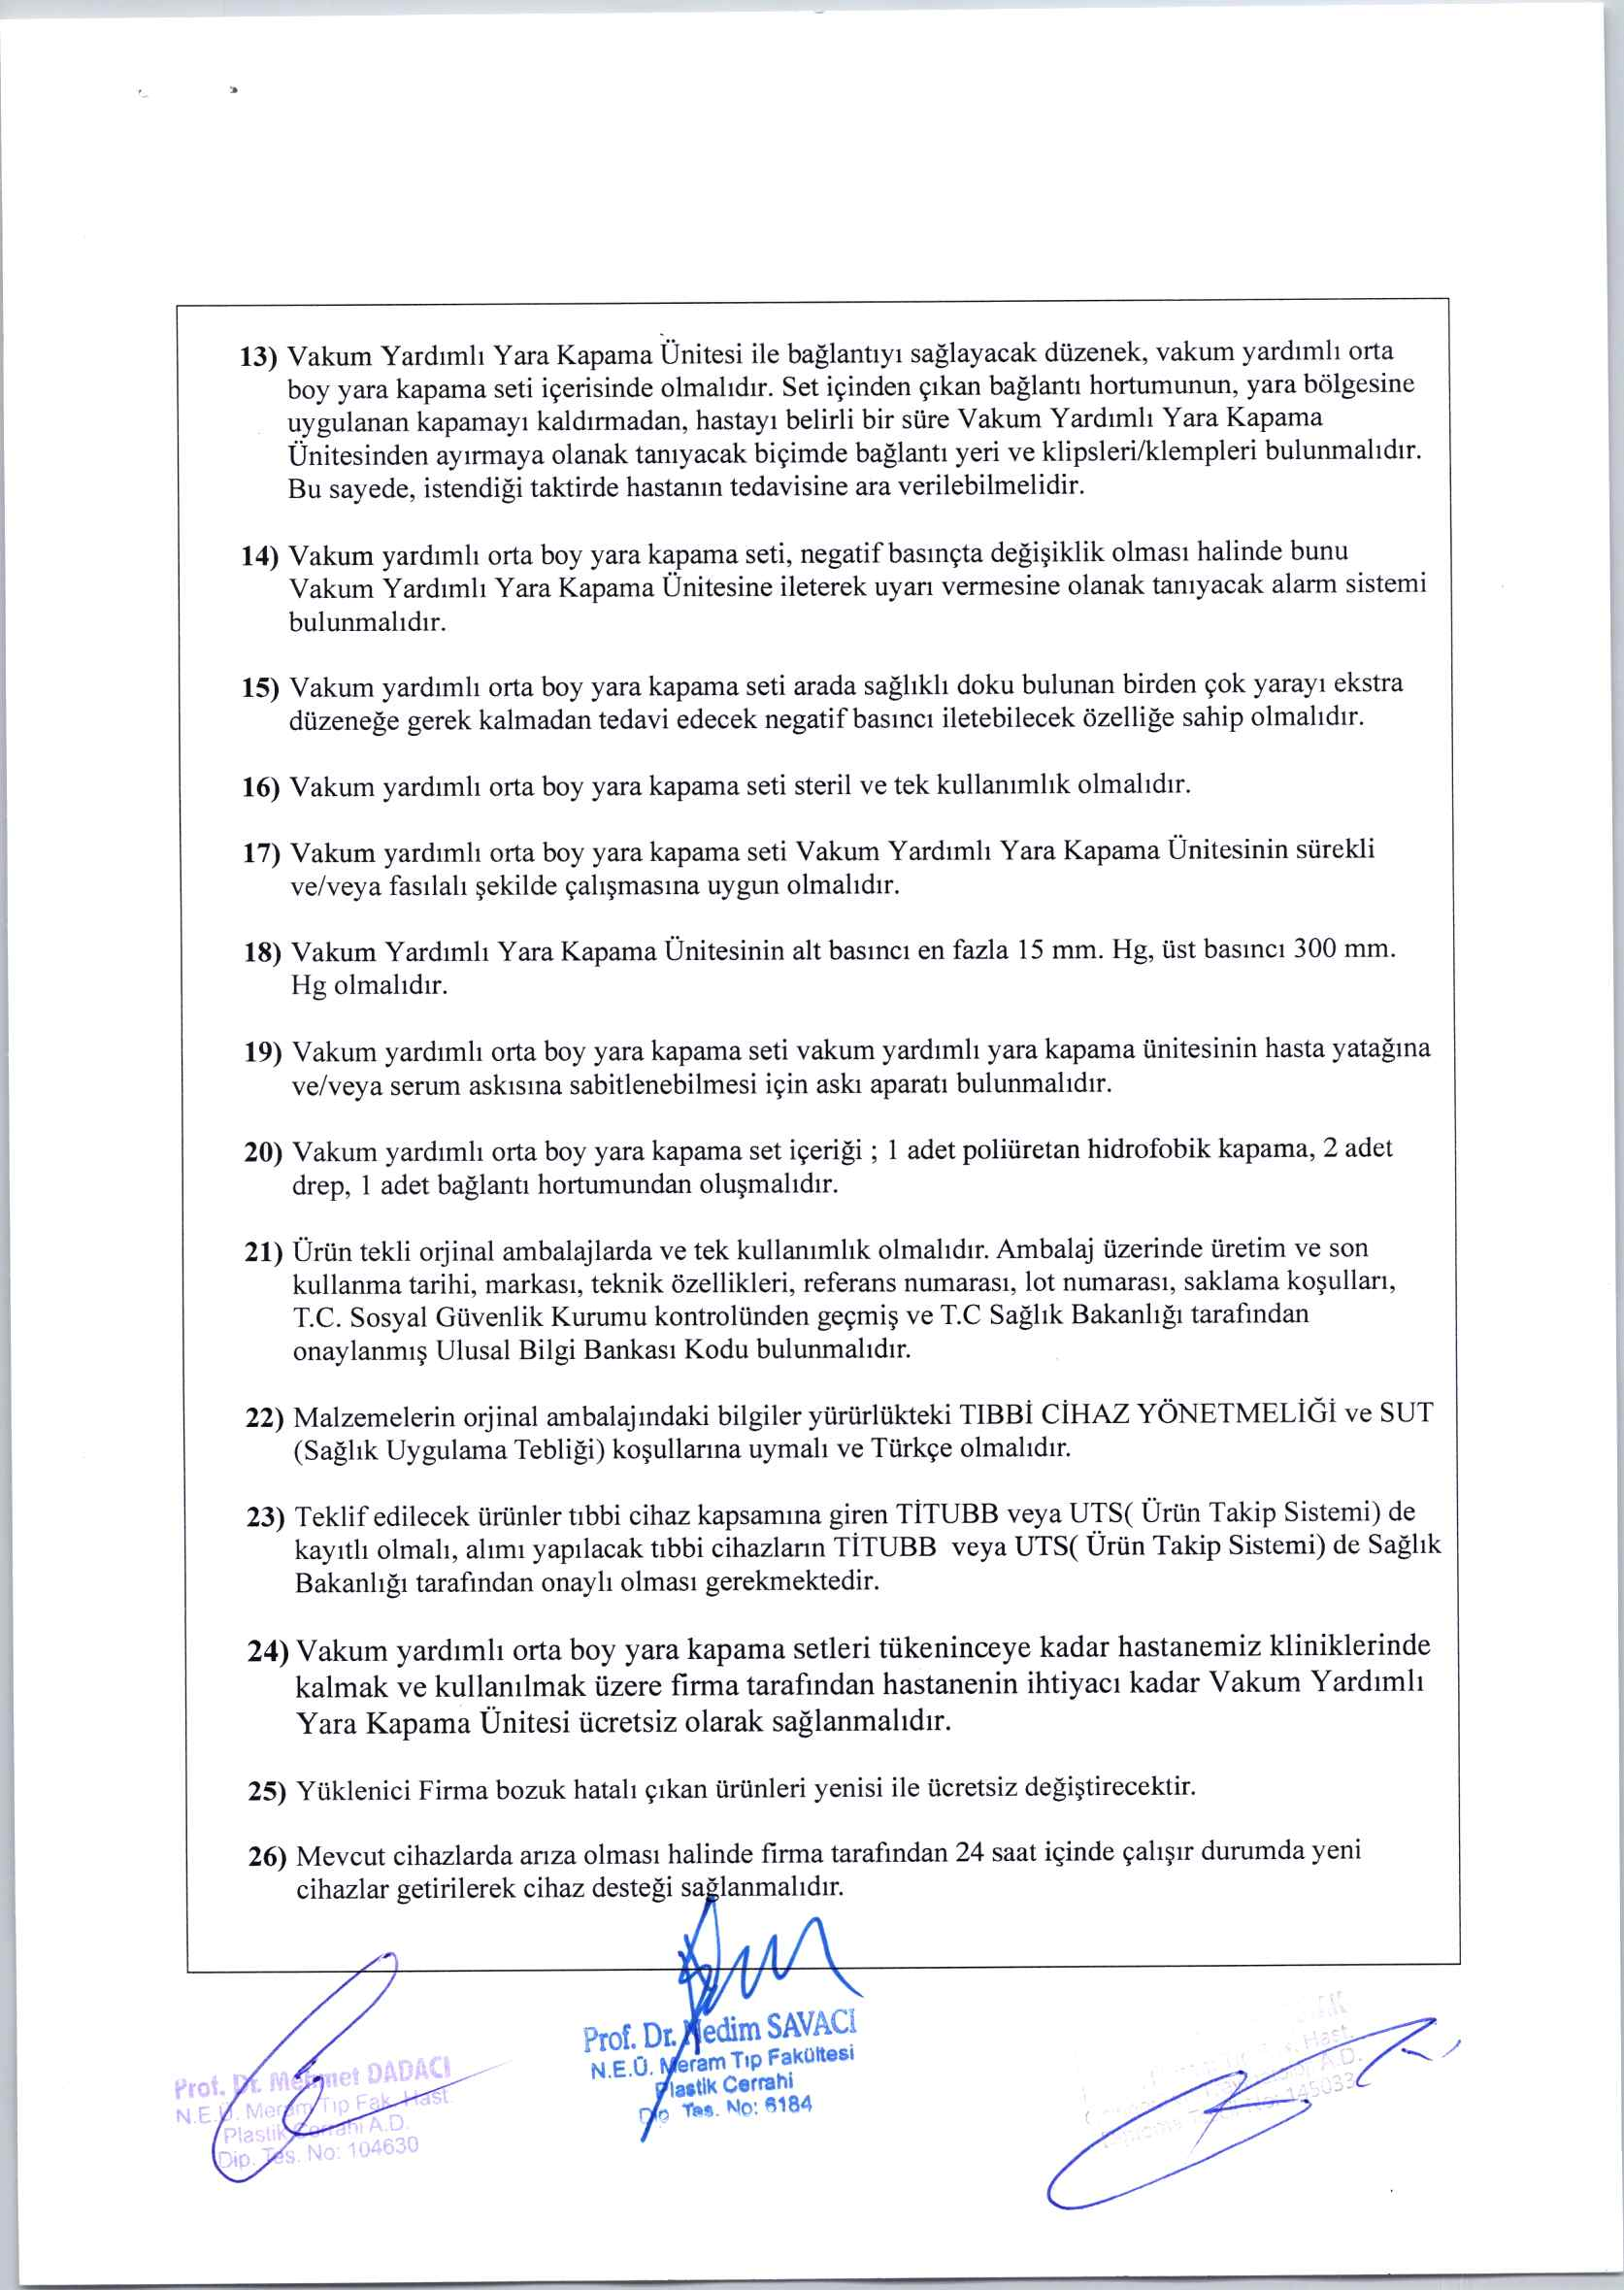 13) Vakum Yardımlı Yara Kapama Ünitesi ile bağlantıyı sağlayacak düzenek, vakum yardımlı orta
boy yara kapama seti içerisinde olmalıdır. Set içinden çıkan bağlantı hortumunun, yara bölgesine
uygulanan kapamayı kaldırmadan, hastayı belirli bir süre Vakum Yardımlı Yara Kapama
Ünitesinden ayırmaya olanak tanıyacak biçimde bağlantı yeri ve klipsleri/klempleri bulunmalıdır.
Bu sayede, istendiği taktirde hastanın tedavisine ara verilebilmelidir.
14) Vakum yardımlı orta boy yara kapama seti, negatif basınçta değişiklik olması halinde bunu
Vakum Yardımlı Yara Kapama Ünitesine ileterek uyarı vermesine olanak tanıyacak alarm sistemi
bulunmalıdır.
15) Vakum yardımlı orta boy yara kapama seti arada sağlıklı doku bulunan birden çok yarayı ekstra
düzeneğe gerek kalmadan tedavi edecek negatif basıncı iletebilecek özelliğe sahip olmalıdır.
16) Vakum yardımlı orta boy yara kapama seti steril ve tek kullanımlık olmalıdır.
17) Vakum yardımlı orta boy yara kapama seti Vakum Yardımlı Yara Kapama Ünitesinin sürekli
ve/veya fasılalı şekilde çalışmasına uygun olmalıdır.
18) Vakum Yardımlı Yara Kapama Ünitesinin alt basıncı en fazla 15 mm. Hg, üst basıncı 300 mm.
Hg olmalıdır.
19) Vakum yardımlı orta boy yara kapama seti vakum yardımlı yara kapama ünitesinin hasta yatağına
ve/veya serum askısına sabitlenebilmesi için askı aparatı bulunmalıdır.
20) Vakum yardımlı orta boy yara kapama set içeriği ; 1 adet poliüretan hidrofobik kapama, 2 adet
drep, 1 adet bağlantı hortumundan oluşmalıdır.
21) Ürün tekli orjinal ambalajlarda ve tek kullanımlık olmalıdır. Ambalaj üzerinde üretim ve son
kullanma tarihi, markası, teknik özellikleri, referans numarası, lot numarası, saklama koşulları,
T.C. Sosyal Güvenlik Kurumu kontrolünden geçmiş ve T.C Sağlık Bakanlığı tarafından
onaylanmış Ulusal Bilgi Bankası Kodu bulunmalıdır.
22) Malzemelerin orjinal ambalajındaki bilgiler yürürlükteki TIBBİ CİHAZ YÖNETMELİĞİ ve SUT
(Sağlık Uygulama Tebliği) koşullarına uymalı ve Türkçe olmalıdır.
23) Teklif edilecek ürünler tıbbi cihaz kapsamına giren TİTUBB veya UTS( Ürün Takip Sistemi) de
kayıtlı olmalı, alımı yapılacak tıbbi cihazların TİTUBB veya UTS( Ürün Takip Sistemi) de Sağlık
Bakanlığı tarafından onaylı olması gerekmektedir.
24) Vakum yardımlı orta boy yara kapama setleri tükeninceye kadar hastanemiz kliniklerinde
kalmak ve kullanılmak üzere firma tarafından hastanenin ihtiyacı kadar Vakum Yardımlı
Yara Kapama Ünitesi ücretsiz olarak sağlanmalıdır.
25) Yüklenici Firma bozuk hatalı çıkan ürünleri yenisi ile ücretsiz değiştirecektir.
26) Mevcut cihazlarda arıza olması halinde firma tarafından 24 saat içinde çalışır durumda yeni
cihazlar getirilerek cihaz desteği sağlanmalıdır.
Prof. Dr. Mehmet DADACI
N.E.Ü. Meram Tıp Fak. Hast
Plastik Cerrahi A.D.
Dip. Tes. No: 104630
Prof. Dr. Nedim SAVACI
N.E.Ü. Meram Tıp Fakültesi
Plastik Cerrahi
Dip Tes. No: 6184
Hast.
A.D.
No: 145033